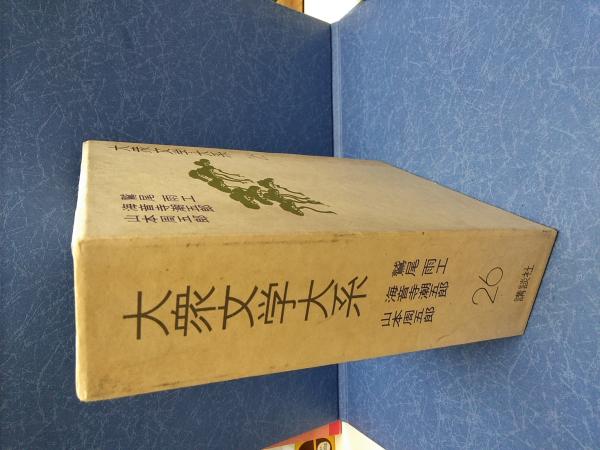 大衆文学大系
鷲尾雨工
海音寺潮五郎
山本周五郎
26
講談社
大衆文学大系
鷲尾雨工
海音寺潮五郎
山本周五郎